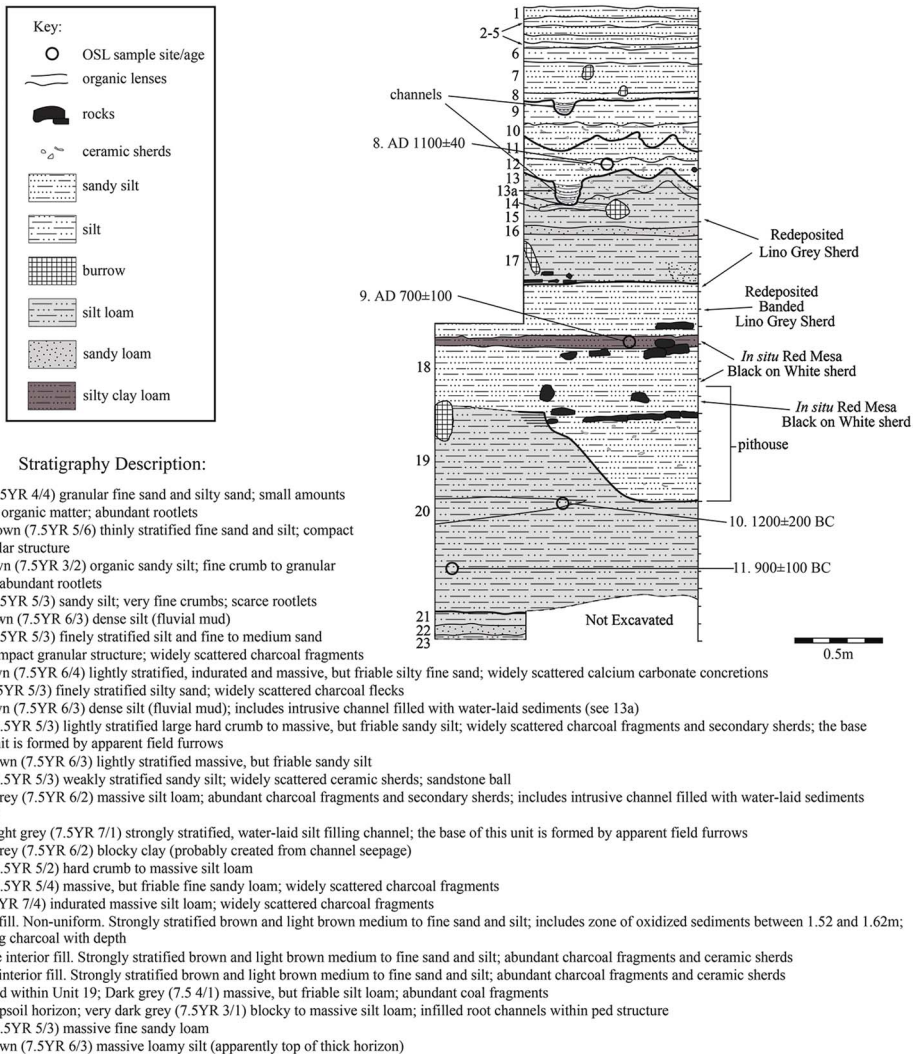 Key:
OSL sample site/age
organic lenses
rocks
ceramic sherds
sandy silt
silt
burrow
silt loam
sandy loam
silty clay loam
1
2-5
6
7
8
9
10
11
12
13
13a
14
15
16
17
18
19
20
21
22
23
channels
8. AD 1100±40
9. AD 700±100
Redeposited
Lino Grey Sherd
Redeposited
Banded
Lino Grey Sherd
In situ Red Mesa
Black on White sherd
In situ Red Mesa
Black on White sherd
pithouse
10. 1200±200 BC
11. 900±100 BC
Not Excavated
0.5m
Stratigraphy Description:
5YR 4/4) granular fine sand and silty sand; small amounts
organic matter; abundant rootlets
own (7.5YR 5/6) thinly stratified fine sand and silt; compact
lar structure
wn (7.5YR 3/2) organic sandy silt; fine crumb to granular
abundant rootlets
5YR 5/3) sandy silt; very fine crumbs; scarce rootlets
wn (7.5YR 6/3) dense silt (fluvial mud)
5YR 5/3) finely stratified silt and fine to medium sand
mpact granular structure; widely scattered charcoal fragments
wn (7.5YR 6/4) lightly stratified, indurated and massive, but friable silty fine sand; widely scattered calcium carbonate concretions
5YR 5/3) finely stratified silty sand; widely scattered charcoal flecks
wn (7.5YR 6/3) dense silt (fluvial mud); includes intrusive channel filled with water-laid sediments (see 13a)
.5YR 5/3) lightly stratified large hard crumb to massive, but friable sandy silt; widely scattered charcoal fragments and secondary sherds; the base
nit is formed by apparent field furrows
own (7.5YR 6/3) lightly stratified massive, but friable sandy silt
.5YR 5/3) weakly stratified sandy silt; widely scattered ceramic sherds; sandstone ball
grey (7.5YR 6/2) massive silt loam; abundant charcoal fragments and secondary sherds; includes intrusive channel filled with water-laid sediments
ght grey (7.5YR 7/1) strongly stratified, water-laid silt filling channel; the base of this unit is formed by apparent field furrows
grey (7.5YR 6/2) blocky clay (probably created from channel seepage)
.5YR 5/2) hard crumb to massive silt loam
.5YR 5/4) massive, but friable fine sandy loam; widely scattered charcoal fragments
YR 7/4) indurated massive silt loam; widely scattered charcoal fragments
fill. Non-uniform. Strongly stratified brown and light brown medium to fine sand and silt; includes zone of oxidized sediments between 1.52 and 1.62m;
g charcoal with depth
e interior fill. Strongly stratified brown and light brown medium to fine sand and silt; abundant charcoal fragments and ceramic sherds
interior fill. Strongly stratified brown and light brown medium to fine sand and silt; abundant charcoal fragments and ceramic sherds
d within Unit 19; Dark grey (7.5 4/1) massive, but friable silt loam; abundant coal fragments
psoil horizon; very dark grey (7.5YR 3/1) blocky to massive silt loam; infilled root channels within ped structure
.5YR 5/3) massive fine sandy loam
own (7.5YR 6/3) massive loamy silt (apparently top of thick horizon)